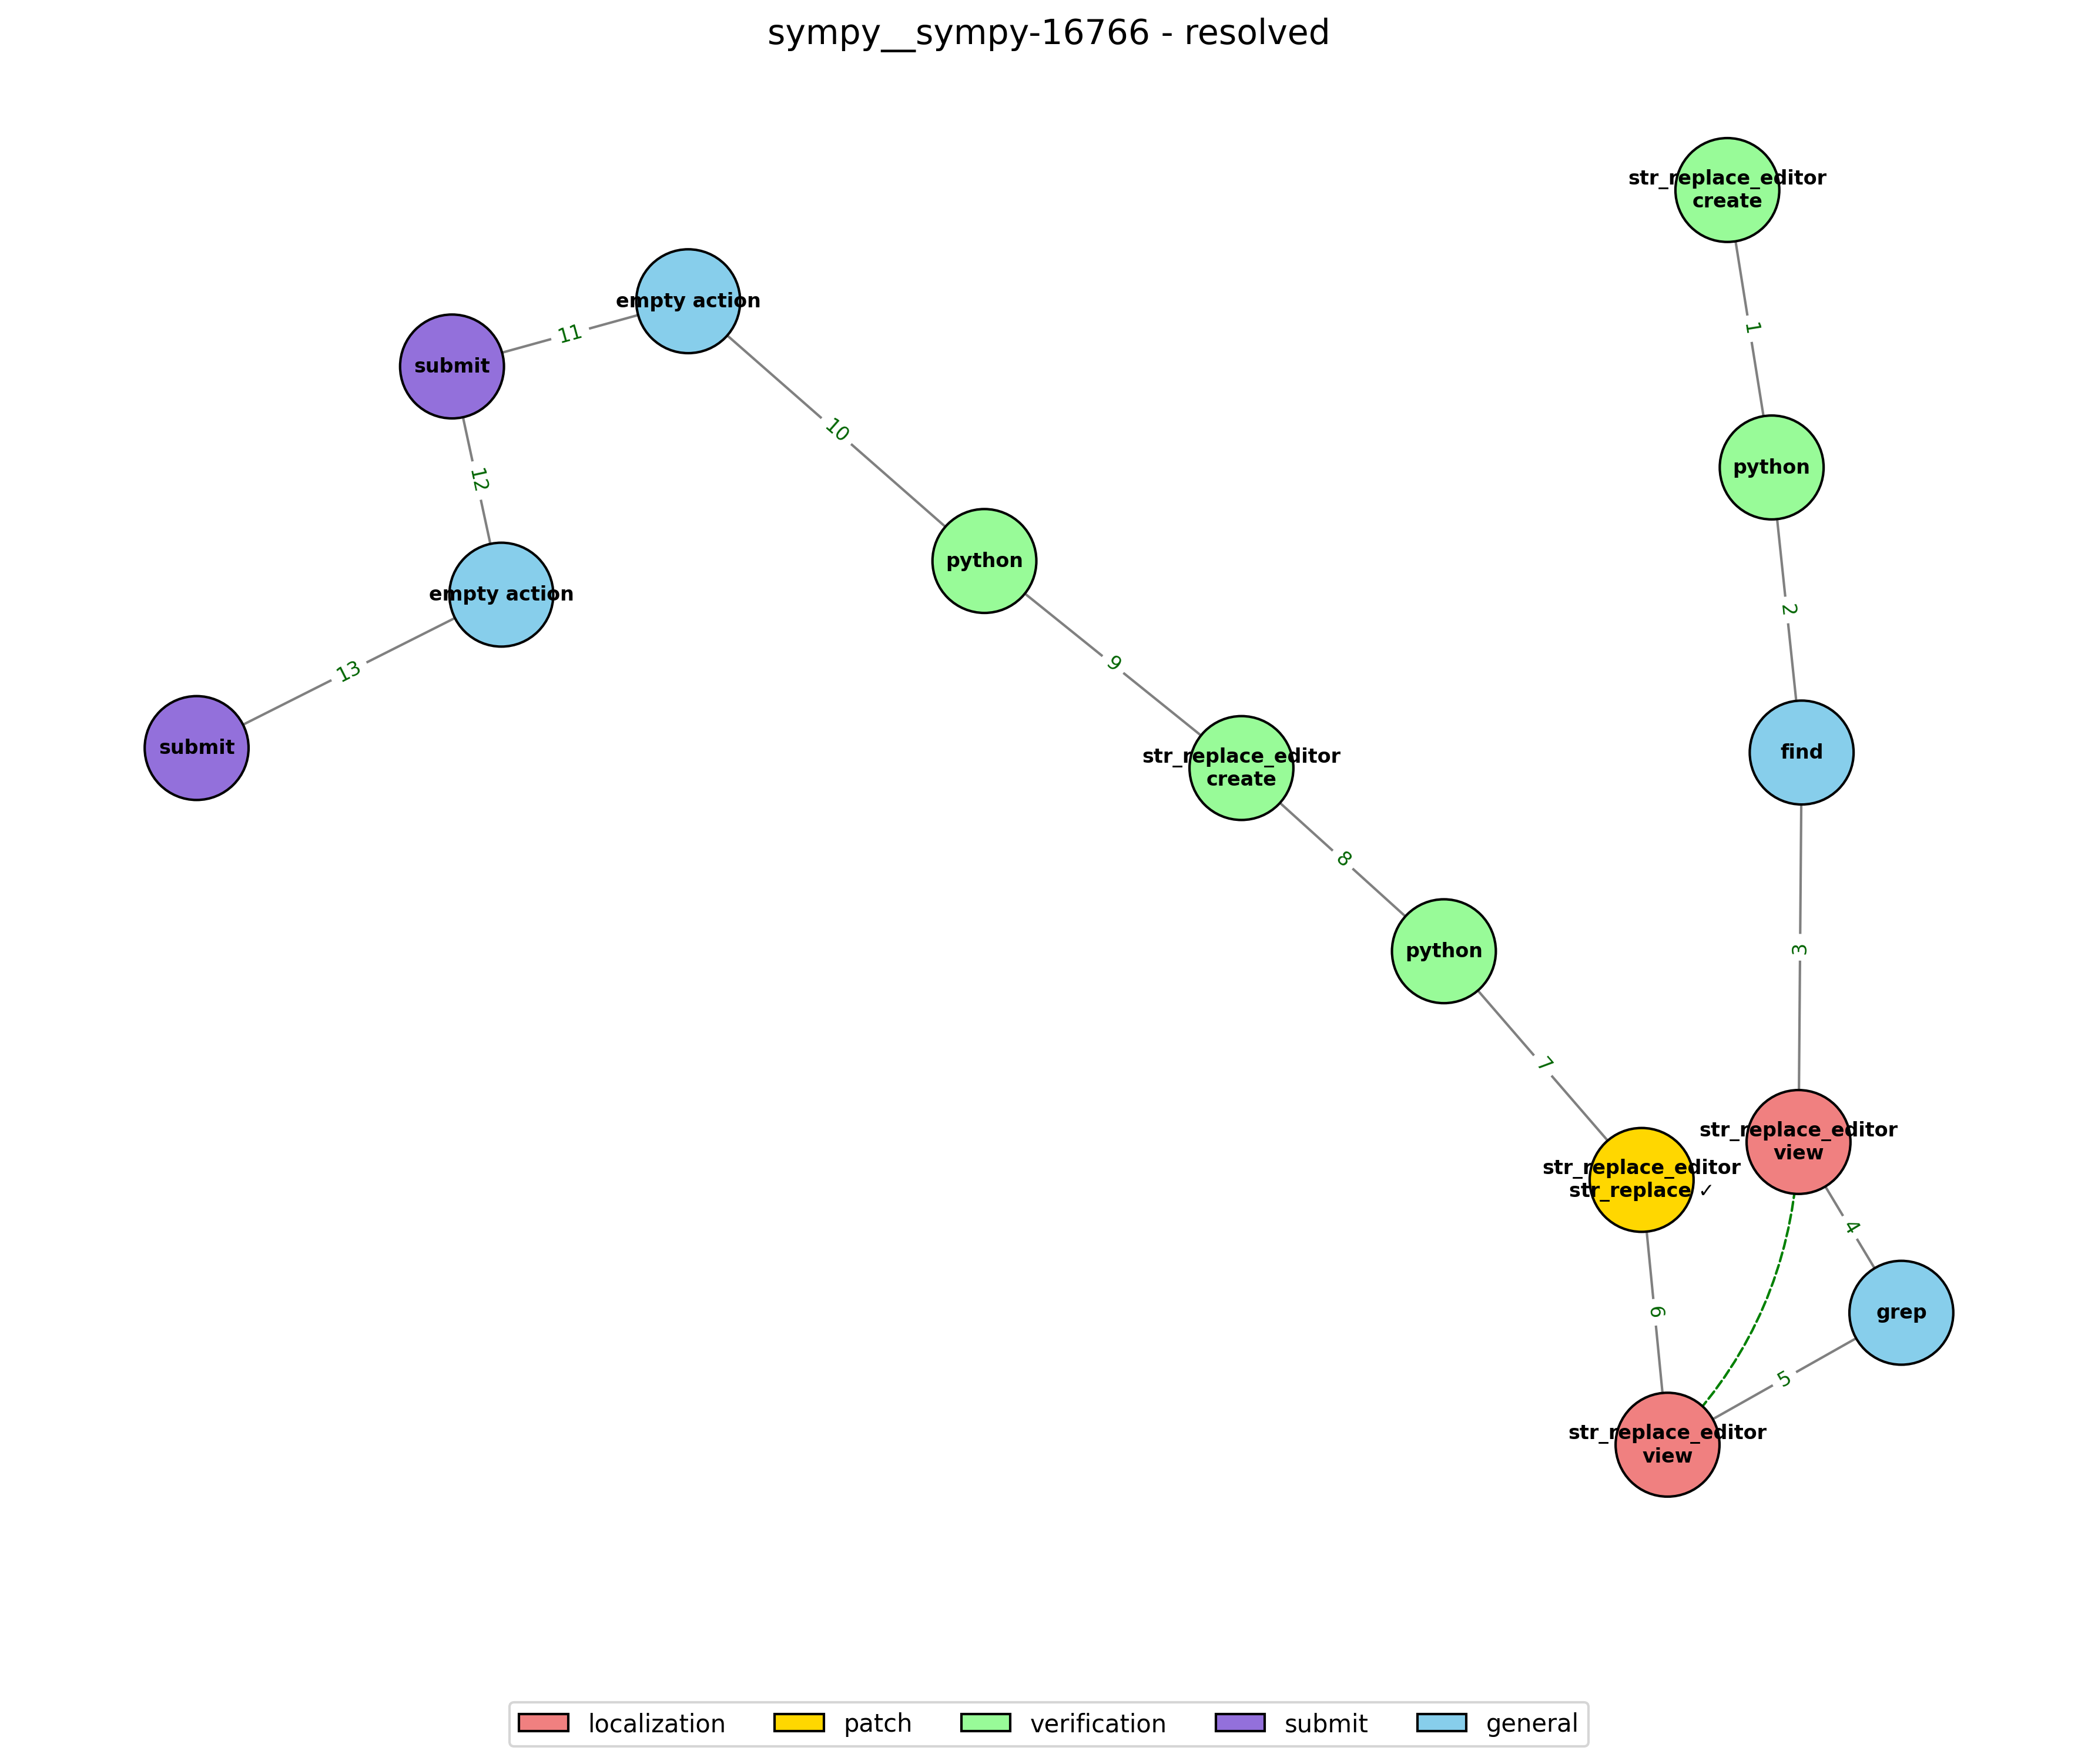 sympy__sympy-16766 - resolved
str_replace_editor
create
1
python
2
find
3
str_replace_editor
view
4
grep
5
str_replace_editor
view
6
str_replace_editor
str_replace ✓
7
python
8
str_replace_editor
create
9
python
10
empty action
11
submit
12
empty action
13
submit
localization
patch
verification
submit
general